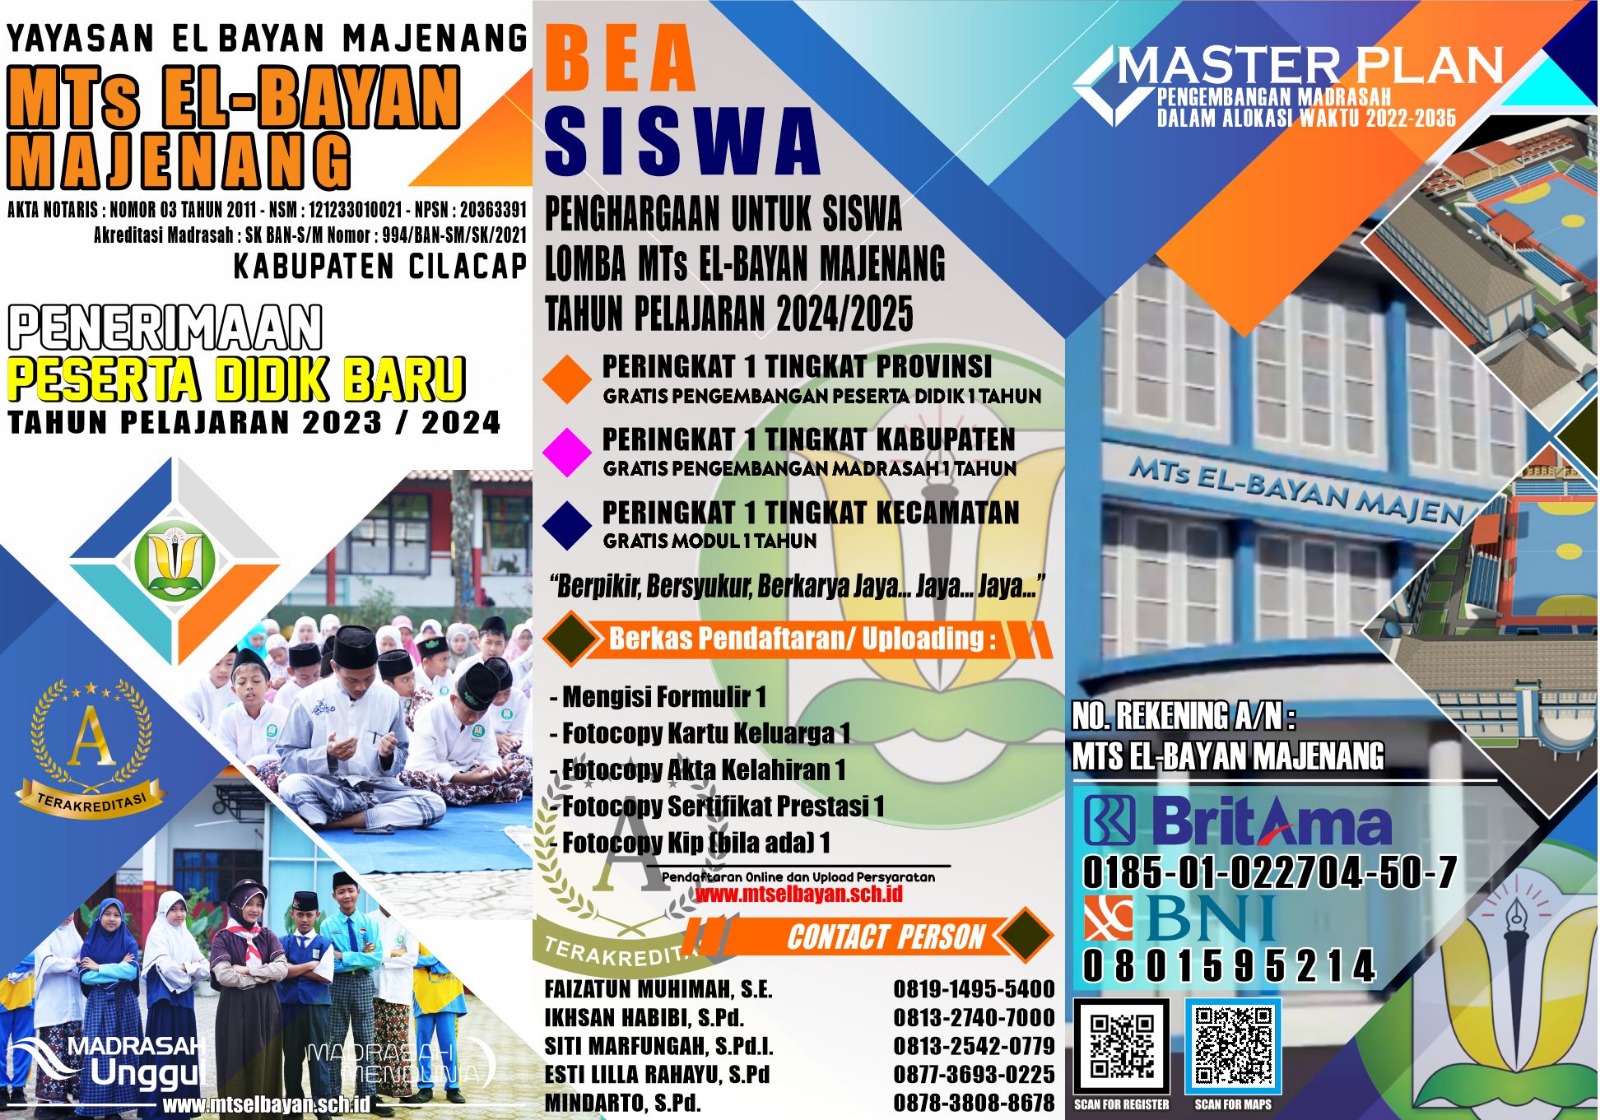 YAYASAN EL BAYAN MAJENANG
MTs EL-BAYAN
MAJENANG
AKTA NOTARIS : NOMOR 03 TAHUN 2011 - NSM : 121233010021 - NPSN : 20363391
Akreditasi Madrasah : SK BAN-S/M Nomor : 994/BAN-SM/SK/2021
KABUPATEN CILACAP
PENERIMAAN
PESERTA DIDIK BARU
TAHUN PELAJARAN 2023 / 2024
A
TERAKREDITASI
MADRASAH
Unggul
MADRASAH
MENDUNIA
www.mtselbayan.sch.id
BEA
SISWA
PENGHARGAAN UNTUK SISWA
LOMBA MTs EL-BAYAN MAJENANG
TAHUN PELAJARAN 2024/2025
PERINGKAT 1 TINGKAT PROVINSI
GRATIS PENGEMBANGAN PESERTA DIDIK 1 TAHUN
PERINGKAT 1 TINGKAT KABUPATEN
GRATIS PENGEMBANGAN MADRASAH 1 TAHUN
PERINGKAT 1 TINGKAT KECAMATAN
GRATIS MODUL 1 TAHUN
“Berpikir, Bersyukur, Berkarya Jaya... Jaya... Jaya...”
Berkas Pendaftaran/ Uploading :
- Mengisi Formulir 1
- Fotocopy Kartu Keluarga 1
- Fotocopy Akta Kelahiran 1
- Fotocopy Sertifikat Prestasi 1
- Fotocopy Kip (bila ada) 1
A
Pendaftaran Online dan Upload Persyaratan
www.mtselbayan.sch.id
CONTACT PERSON
TERAKREDITA
FAIZATUN MUHIMAH, S.E. 0819-1495-5400
IKHSAN HABIBI, S.Pd. 0813-2740-7000
SITI MARFUNGAH, S.Pd.I. 0813-2542-0779
ESTI LILLA RAHAYU, S.Pd 0877-3693-0225
MINDARTO, S.Pd. 0878-3808-8678
MASTER PLAN
PENGEMBANGAN MADRASAH
DALAM ALOKASI WAKTU 2022-2035
MTs EL-BAYAN MAJENA
NO. REKENING A/N :
MTS EL-BAYAN MAJENANG
BritAma
0185-01-022704-50-7
BNI
0801595214
SCAN FOR REGISTER SCAN FOR MAPS